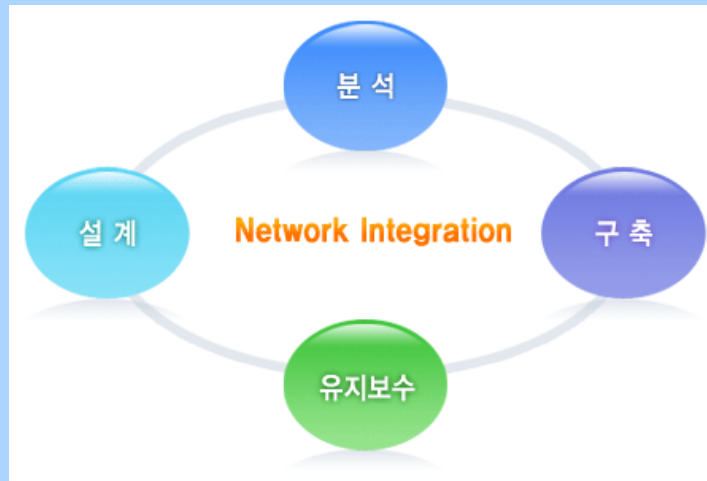 분 석
설 계
Network Integration
구 축
유지보수